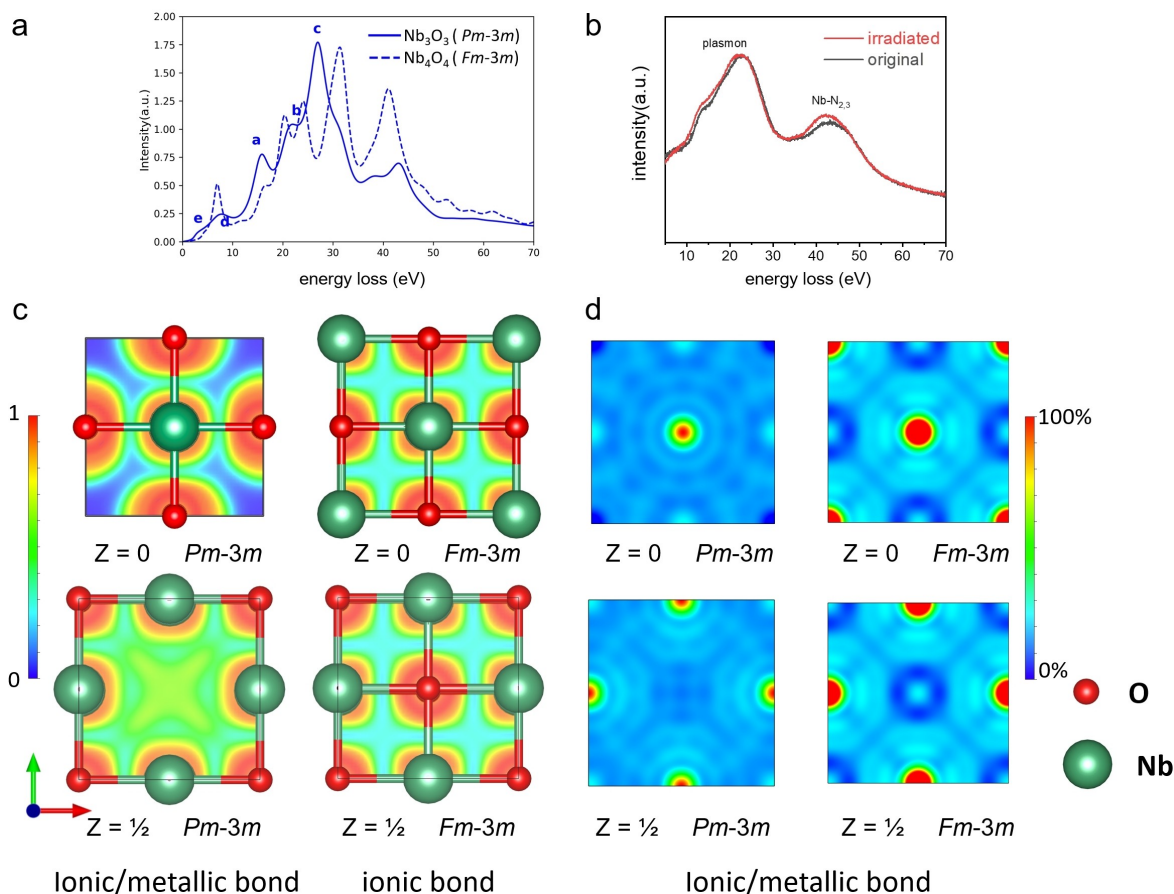 a
2.00
1.75
1.50
1.25
1.00
0.75
0.50
0.25
0.00
Intensity(a.u.)
0 10 20 30 40 50 60 70
energy loss (eV)
Nb₃O₃ ( Pm-3m)
Nb₄O₄ ( Fm-3m)
a
b
c
d
e
b
intensity(a.u.)
irradiated
original
plasmon
Nb-N₂,₃
10 20 30 40 50 60 70
energy loss (eV)
c
1
0
Z = 0 Pm-3m
Z = 0 Fm-3m
Z = ½ Pm-3m
Z = ½ Fm-3m
Ionic/metallic bond
ionic bond
d
Z = 0 Pm-3m
Z = 0 Fm-3m
Z = ½ Pm-3m
Z = ½ Fm-3m
100%
0%
O
Nb
Ionic/metallic bond